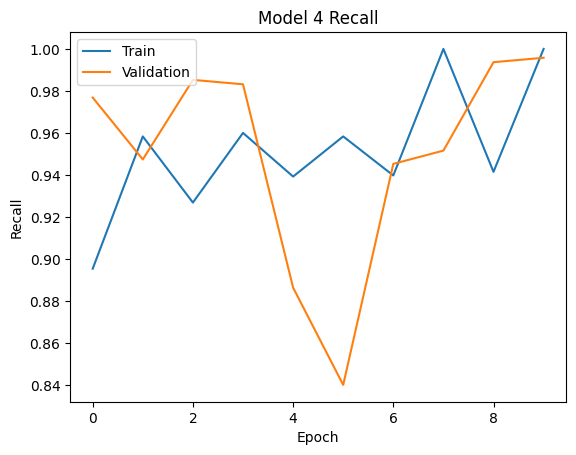 Model 4 Recall
Train
Validation
1.00
0.98
0.96
0.94
0.92
0.90
0.88
0.86
0.84
Recall
0 2 4 6 8
Epoch